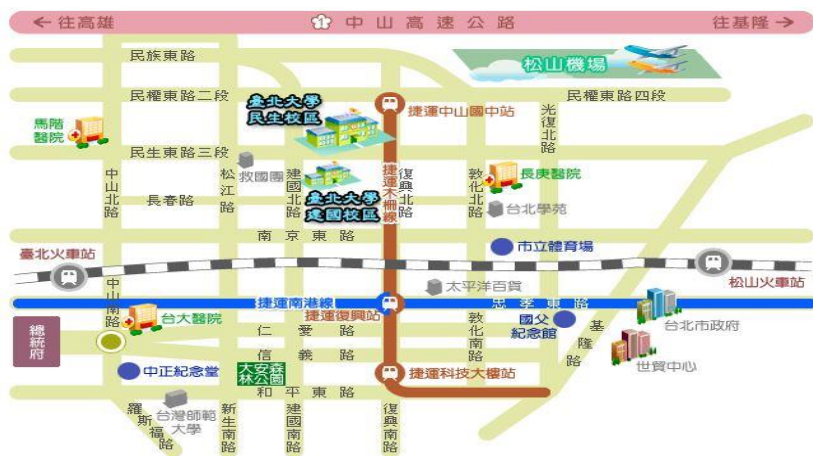 ←往高雄
1 中山高速公路
往基隆→
民族東路
松山機場
民權東路二段
臺北大學
民生校區
捷運中山國中站
民權東路四段
光復北路
馬階
醫院
民生東路三段
救國團
中山北路
松江路
建國北路
捷運木柵線
復興北路
敦化北路
長庚醫院
長春路
臺北大學
建國校區
台北學苑
南京東路
市立體育場
臺北火車站
松山火車站
太平洋百貨
中山南路
捷運南港線
忠孝東路
捷運復興站
台大醫院
總統府
仁愛路
敦化南路
國父
紀念館
基隆路
台北市政府
信義路
世貿中心
中正紀念堂
大安森
林公園
捷運科技大樓站
和平東路
羅斯福路
台灣師範
大學
新生南路
建國南路
復興南路